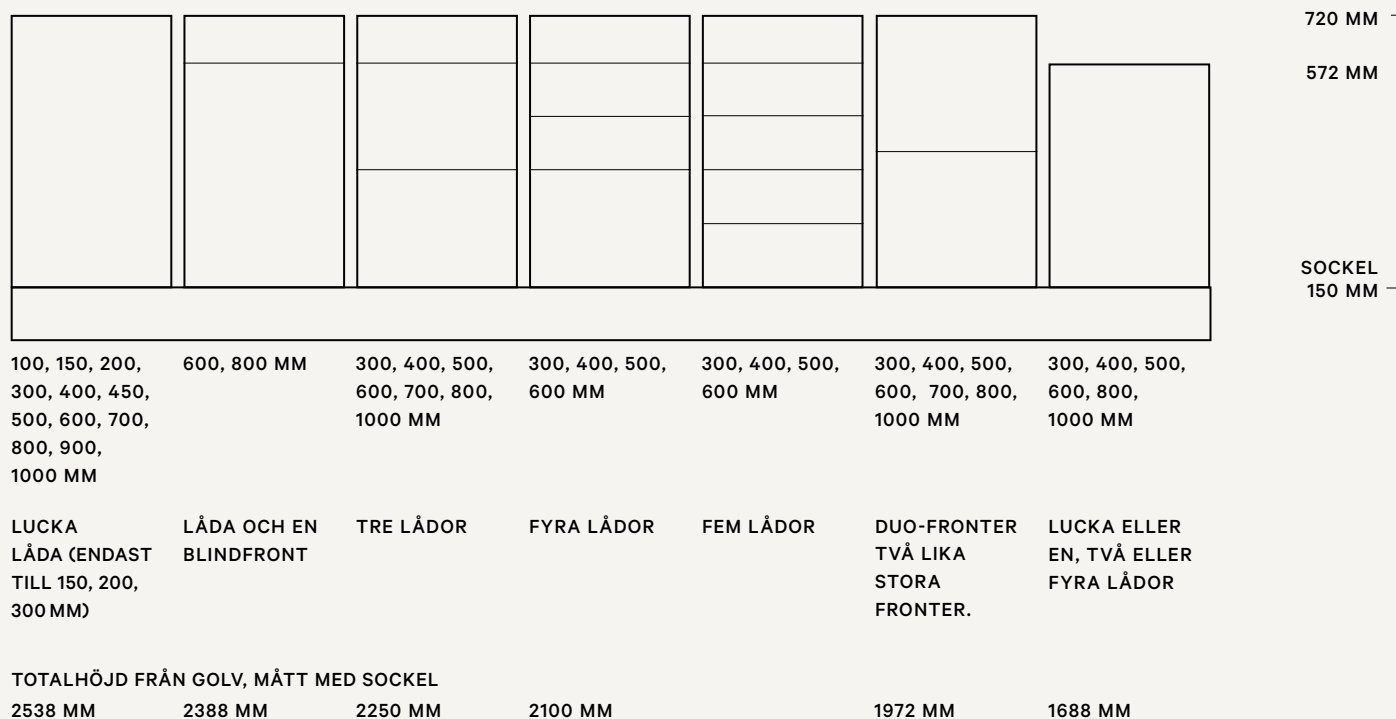 720 MM
572 MM
SOCKEL
150 MM
100, 150, 200,
300, 400, 450,
500, 600, 700,
800, 900,
1000 MM
600, 800 MM
300, 400, 500,
600, 700, 800,
1000 MM
300, 400, 500,
600 MM
300, 400, 500,
600 MM
300, 400, 500,
600, 700, 800,
1000 MM
300, 400, 500,
600, 800,
1000 MM
LUCKA
LÅDA (ENDAST
TILL 150, 200,
300 MM)
LÅDA OCH EN
BLINDFRONT
TRE LÅDOR
FYRA LÅDOR
FEM LÅDOR
DUO-FRONTER
TVÅ LIKA
STORA
FRONTER.
LUCKA ELLER
EN, TVÅ ELLER
FYRA LÅDOR
TOTALHÖJD FRÅN GOLV, MÅTT MED SOCKEL
2538 MM
2388 MM
2250 MM
2100 MM
1972 MM
1688 MM